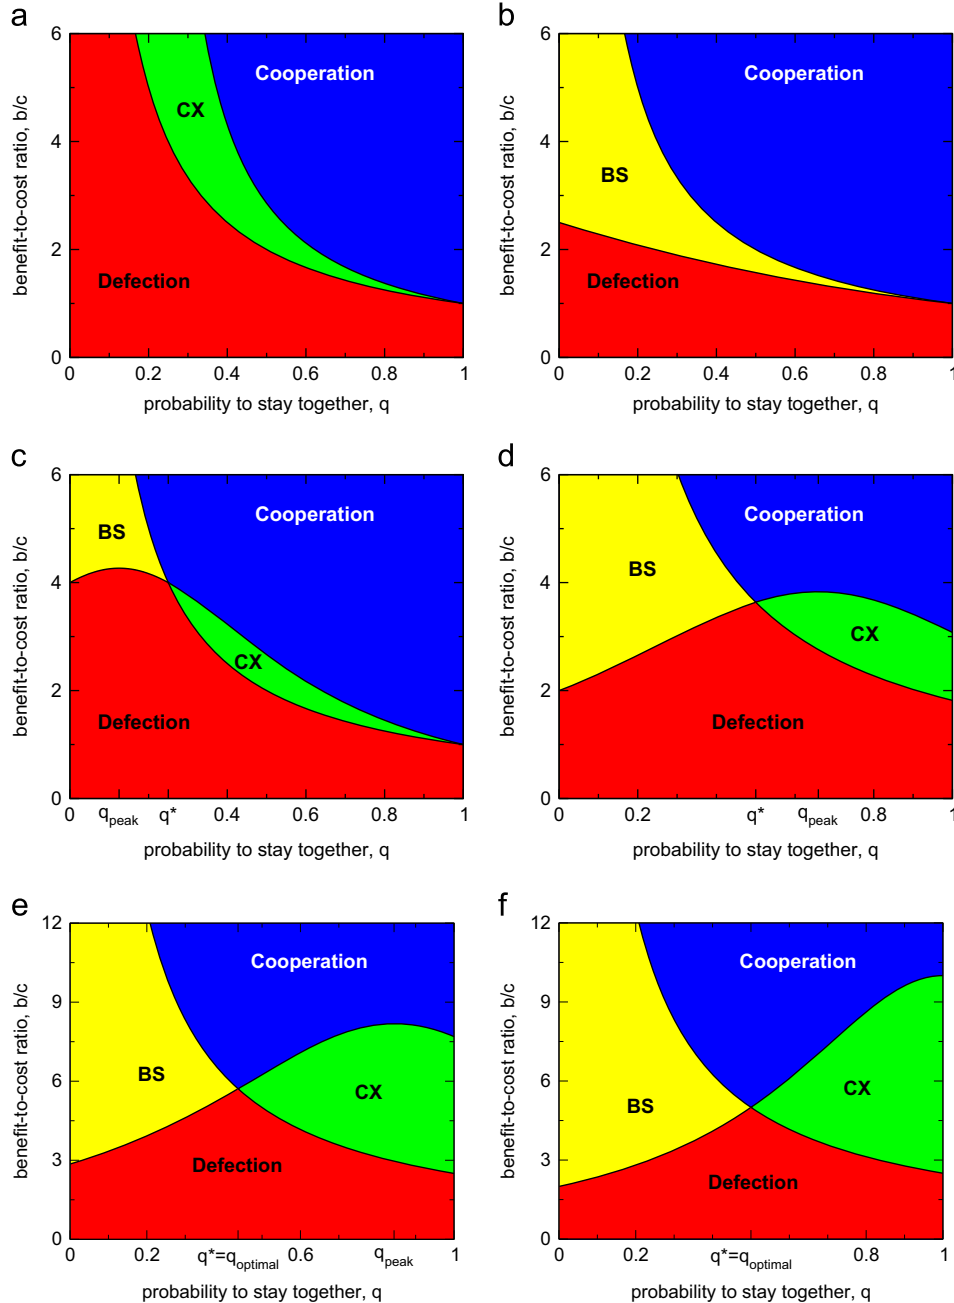 a
b
6
4
2
0
benefit-to-cost ratio, b/c
Cooperation
CX
Defection
0
0.2
0.4
0.6
0.8
1
probability to stay together, q
6
4
2
0
benefit-to-cost ratio, b/c
Cooperation
BS
Defection
0
0.2
0.4
0.6
0.8
1
probability to stay together, q
c
d
6
4
2
0
benefit-to-cost ratio, b/c
BS
Cooperation
CX
Defection
0
q_peak
q*
0.4
0.6
0.8
1
probability to stay together, q
6
4
2
0
benefit-to-cost ratio, b/c
Cooperation
BS
CX
Defection
0
0.2
q*
q_peak
0.8
1
probability to stay together, q
e
f
12
9
6
3
0
benefit-to-cost ratio, b/c
Cooperation
BS
CX
Defection
0
0.2
q*=q_optimal
0.6
q_peak
1
probability to stay together, q
12
9
6
3
0
benefit-to-cost ratio, b/c
Cooperation
BS
CX
Defection
0
0.2
q*=q_optimal
0.8
1
probability to stay together, q